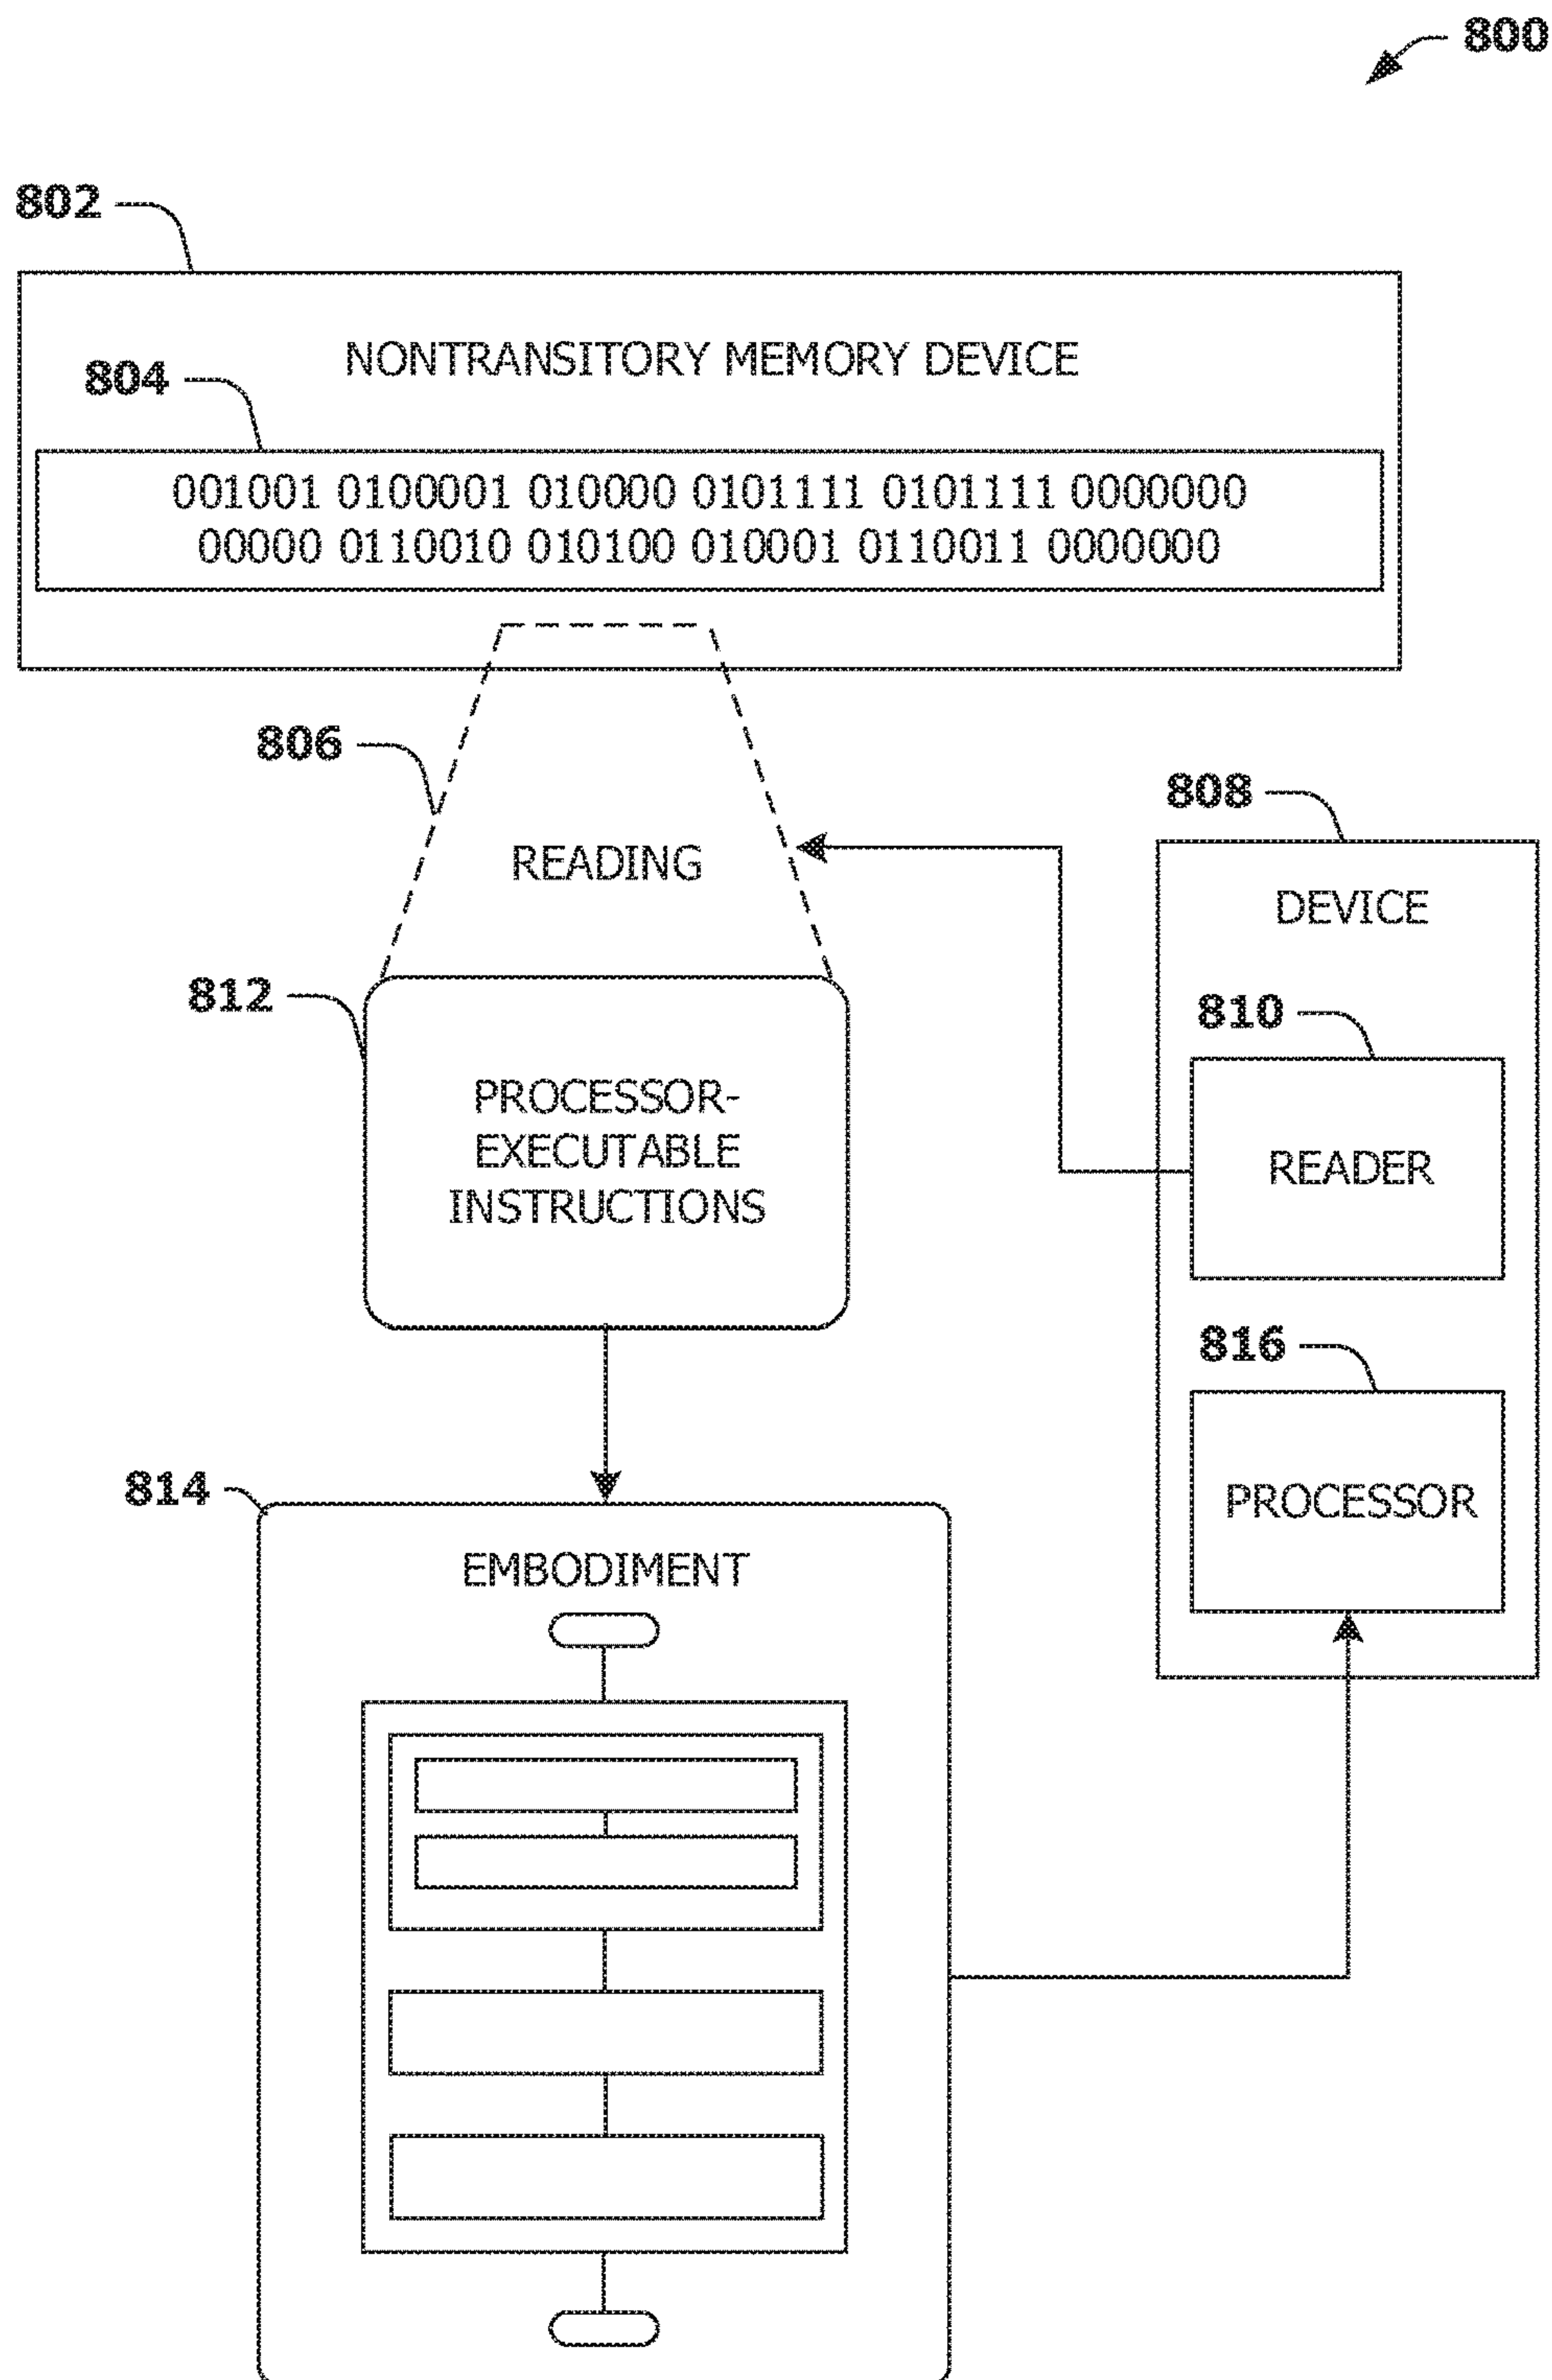 800
802
NONTRANSITORY MEMORY DEVICE
804
001001 0100001 010000 0101111 0101111 0000000
00000 0110010 010100 010001 0110011 0000000
806
READING
808
DEVICE
810
READER
812
PROCESSOR-
EXECUTABLE
INSTRUCTIONS
816
PROCESSOR
814
EMBODIMENT